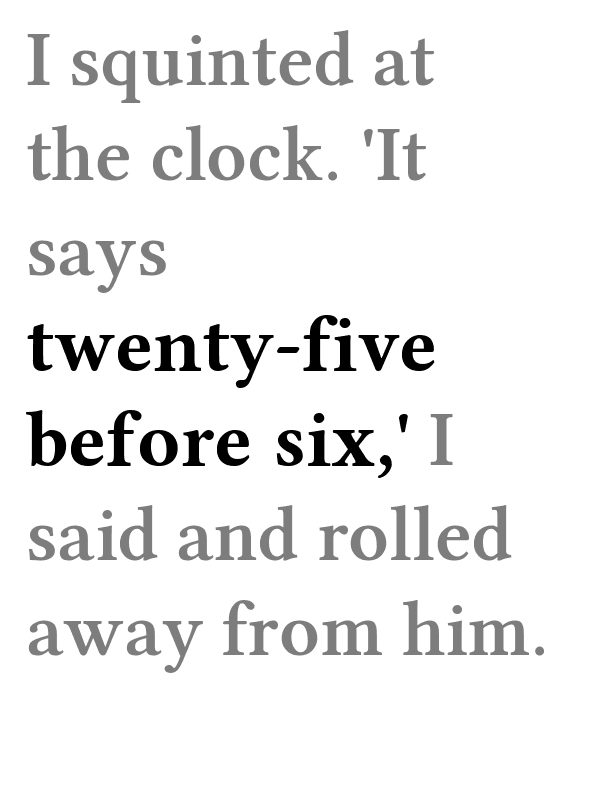 I squinted at
the clock. 'It
says
twenty-five
before six,' I
said and rolled
away from him.